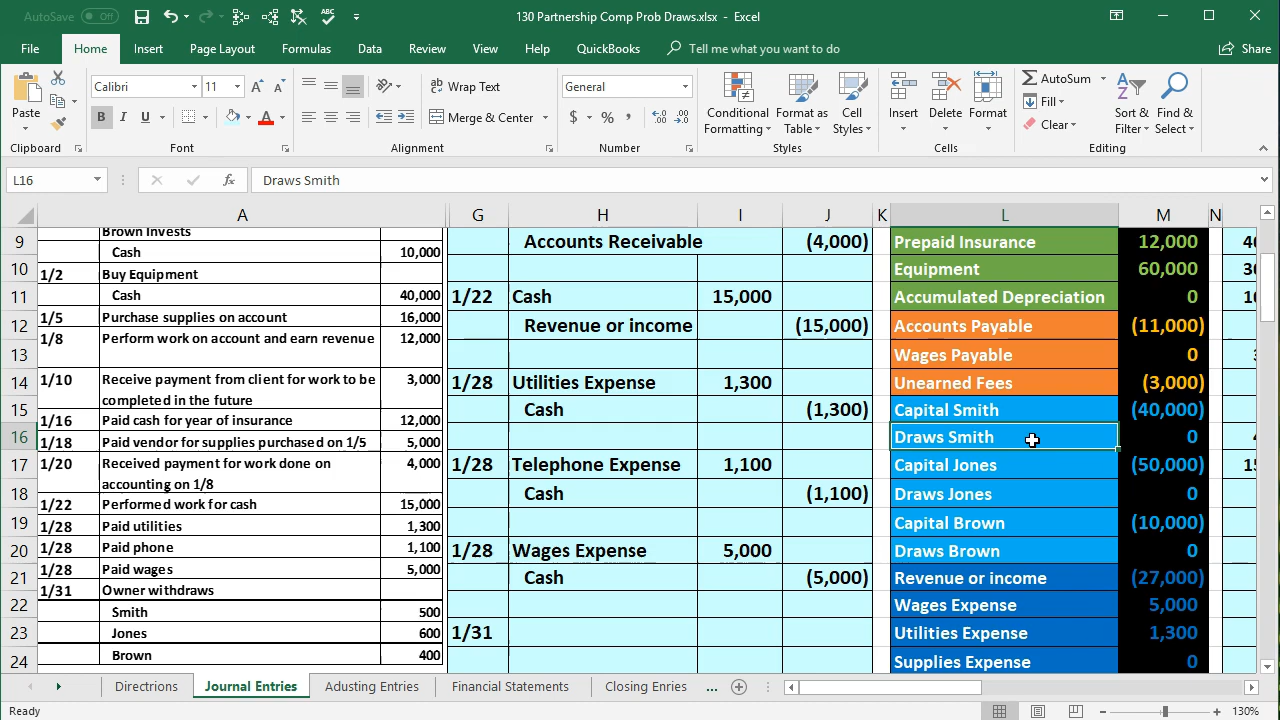 AutoSave Off 130 Partnership Comp Prob Draws.xlsx — Excel
File Home Insert Page Layout Formulas Data Review View Help QuickBooks Tell me what you want to do Share
Paste Calibri 11 Wrap Text General Conditional Formatting Format as Table Cell Styles Insert Delete Format AutoSum Sort & Filter Find & Select
B I U Merge & Center $ % Fill Clear
Clipboard Font Alignment Number Styles Cells Editing
L16 fx Draws Smith
A G H I J K L M N
9 Brown Invests Accounts Receivable (4,000) Prepaid Insurance 12,000
10 Cash 10,000 Equipment 60,000
1/2 Buy Equipment
11 Cash 40,000 1/22 Cash 15,000 Accumulated Depreciation 0
12 1/5 Purchase supplies on account 16,000 Revenue or income (15,000) Accounts Payable (11,000)
13 1/8 Perform work on account and earn revenue 12,000 Wages Payable 0
14 1/10 Receive payment from client for work to be completed in the future 3,000 1/28 Utilities Expense 1,300 Unearned Fees (3,000)
15 1/16 Paid cash for year of insurance 12,000 Cash (1,300) Capital Smith (40,000)
16 1/18 Paid vendor for supplies purchased on 1/5 5,000 Draws Smith 0
17 1/20 Received payment for work done on accounting on 1/8 4,000 1/28 Telephone Expense 1,100 Capital Jones (50,000)
18 1/22 Performed work for cash 15,000 Cash (1,100) Draws Jones 0
19 1/28 Paid utilities 1,300 Capital Brown (10,000)
20 1/28 Paid phone 1,100 1/28 Wages Expense 5,000 Draws Brown 0
21 1/28 Paid wages 5,000 Cash (5,000) Revenue or income (27,000)
1/31 Owner withdraws
22 Smith 500 Wages Expense 5,000
23 Jones 600 1/31 Utilities Expense 1,300
24 Brown 400 Supplies Expense 0
Directions Journal Entries Adusting Entries Financial Statements Closing Enries ...
Ready 130%